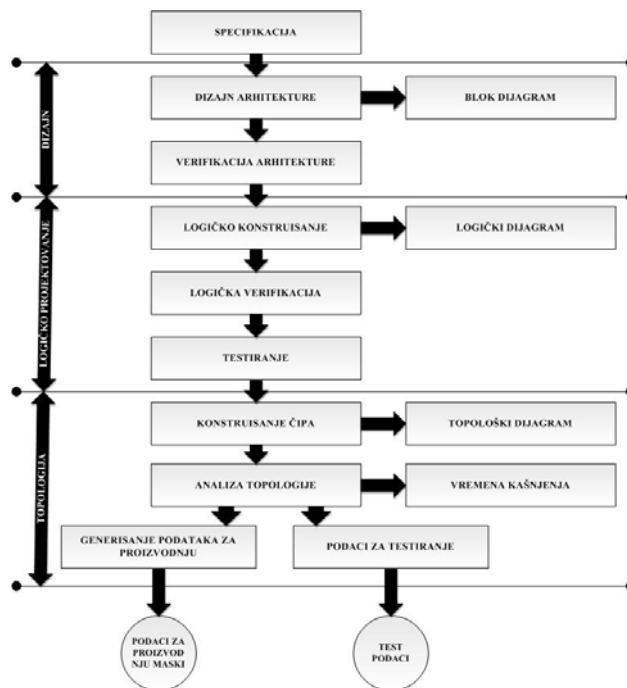 SPECIFIKACIJA
DIZAJN
DIZAJN ARHITEKTURE
BLOK DIJAGRAM
VERIFIKACIJA ARHITEKTURE
LOGIČKO PROJEKTOVANJE
LOGIČKO KONSTRUISANJE
LOGIČKI DIJAGRAM
LOGIČKA VERIFIKACIJA
TESTIRANJE
TOPOLOGIJA
KONSTRUISANJE ČIPA
TOPOLOŠKI DIJAGRAM
ANALIZA TOPOLOGIJE
VREMENA KAŠNJENJA
GENERISANJE PODATAKA ZA
PROIZVODNJU
PODACI ZA TESTIRANJE
PODACI ZA
PROIZVOD
NJU MASKI
TEST
PODACI